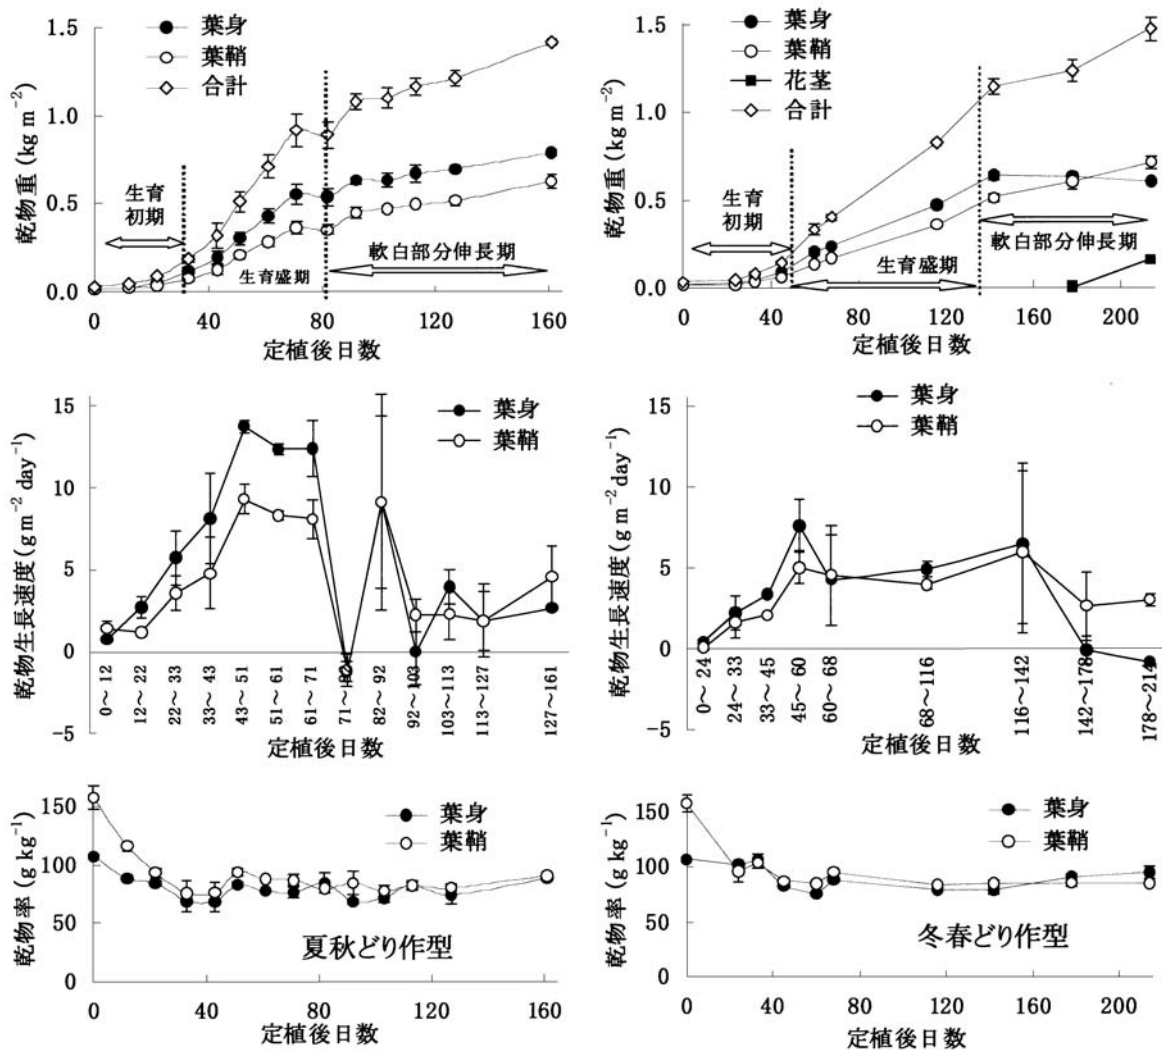 葉身
葉鞘
合計
1.5
1.0
0.5
0.0
乾物重 (kg m⁻²)
生育
初期
生育盛期
軟白部分伸長期
0
40
80
120
160
定植後日数
葉身
葉鞘
花茎
合計
1.5
1.0
0.5
0.0
乾物重 (kg m⁻²)
生育
初期
生育盛期
軟白部分伸長期
0
40
80
120
160
200
定植後日数
葉身
葉鞘
15
10
5
0
-5
乾物生長速度 (g m⁻² day⁻¹)
0～12
12～22
22～33
33～43
43～51
51～61
61～71
82～92
92～103
103～113
113～127
127～161
定植後日数
葉身
葉鞘
15
10
5
0
-5
乾物生長速度 (g m⁻² day⁻¹)
0～24
24～33
33～45
45～60
60～68
68～116
116～142
142～178
178～214
定植後日数
葉身
葉鞘
150
100
50
0
乾物率 (g kg⁻¹)
夏秋どり作型
0
40
80
120
160
定植後日数
葉身
葉鞘
150
100
50
0
乾物率 (g kg⁻¹)
冬春どり作型
0
40
80
120
160
200
定植後日数